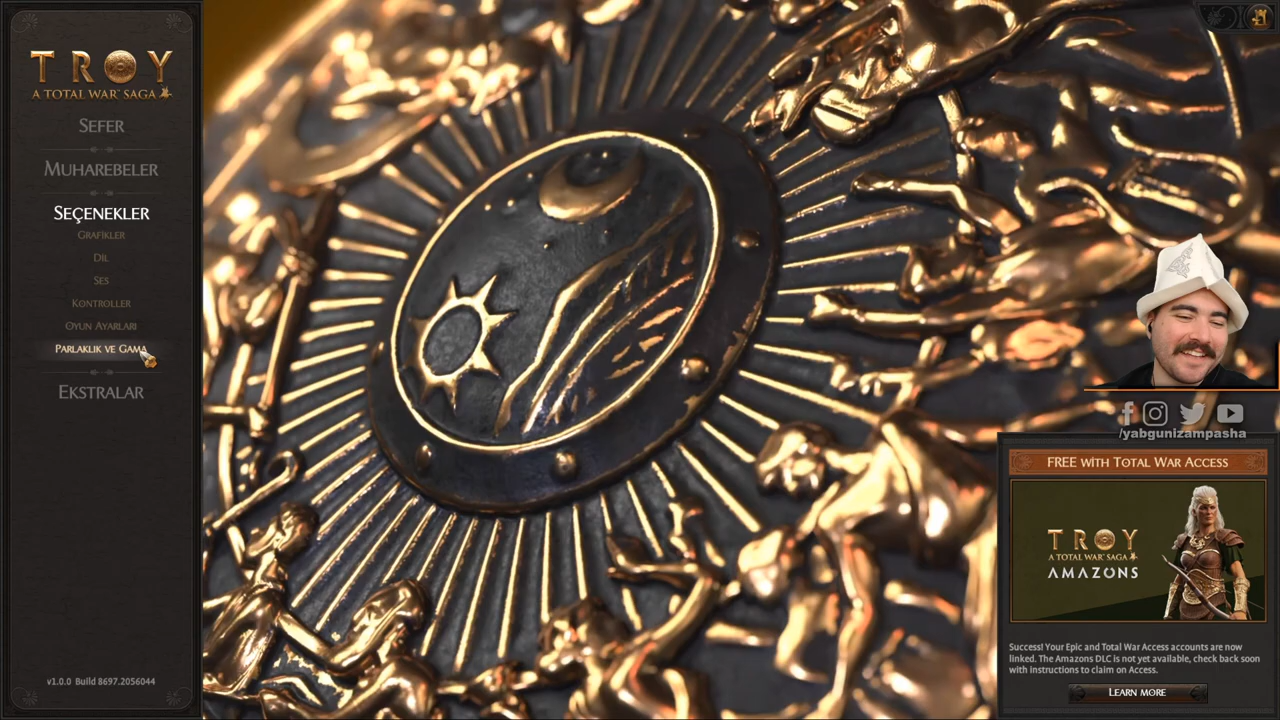 TROY
A TOTAL WAR™ SAGA
SEFER
MUHAREBELER
SEÇENEKLER
GRAFİKLER
DİL
SES
KONTROLLER
OYUN AYARLARI
PARLAKLIK VE GAMA
EKSTRALAR
v1.0.0 Build 8697.2056044
/yabgunizampasha
FREE WITH TOTAL WAR ACCESS
TROY
A TOTAL WAR™ SAGA
AMAZONS
Success! Your Epic and Total War Access accounts are now
linked. The Amazons DLC is not yet available, check back soon
with instructions to claim on Access.
LEARN MORE